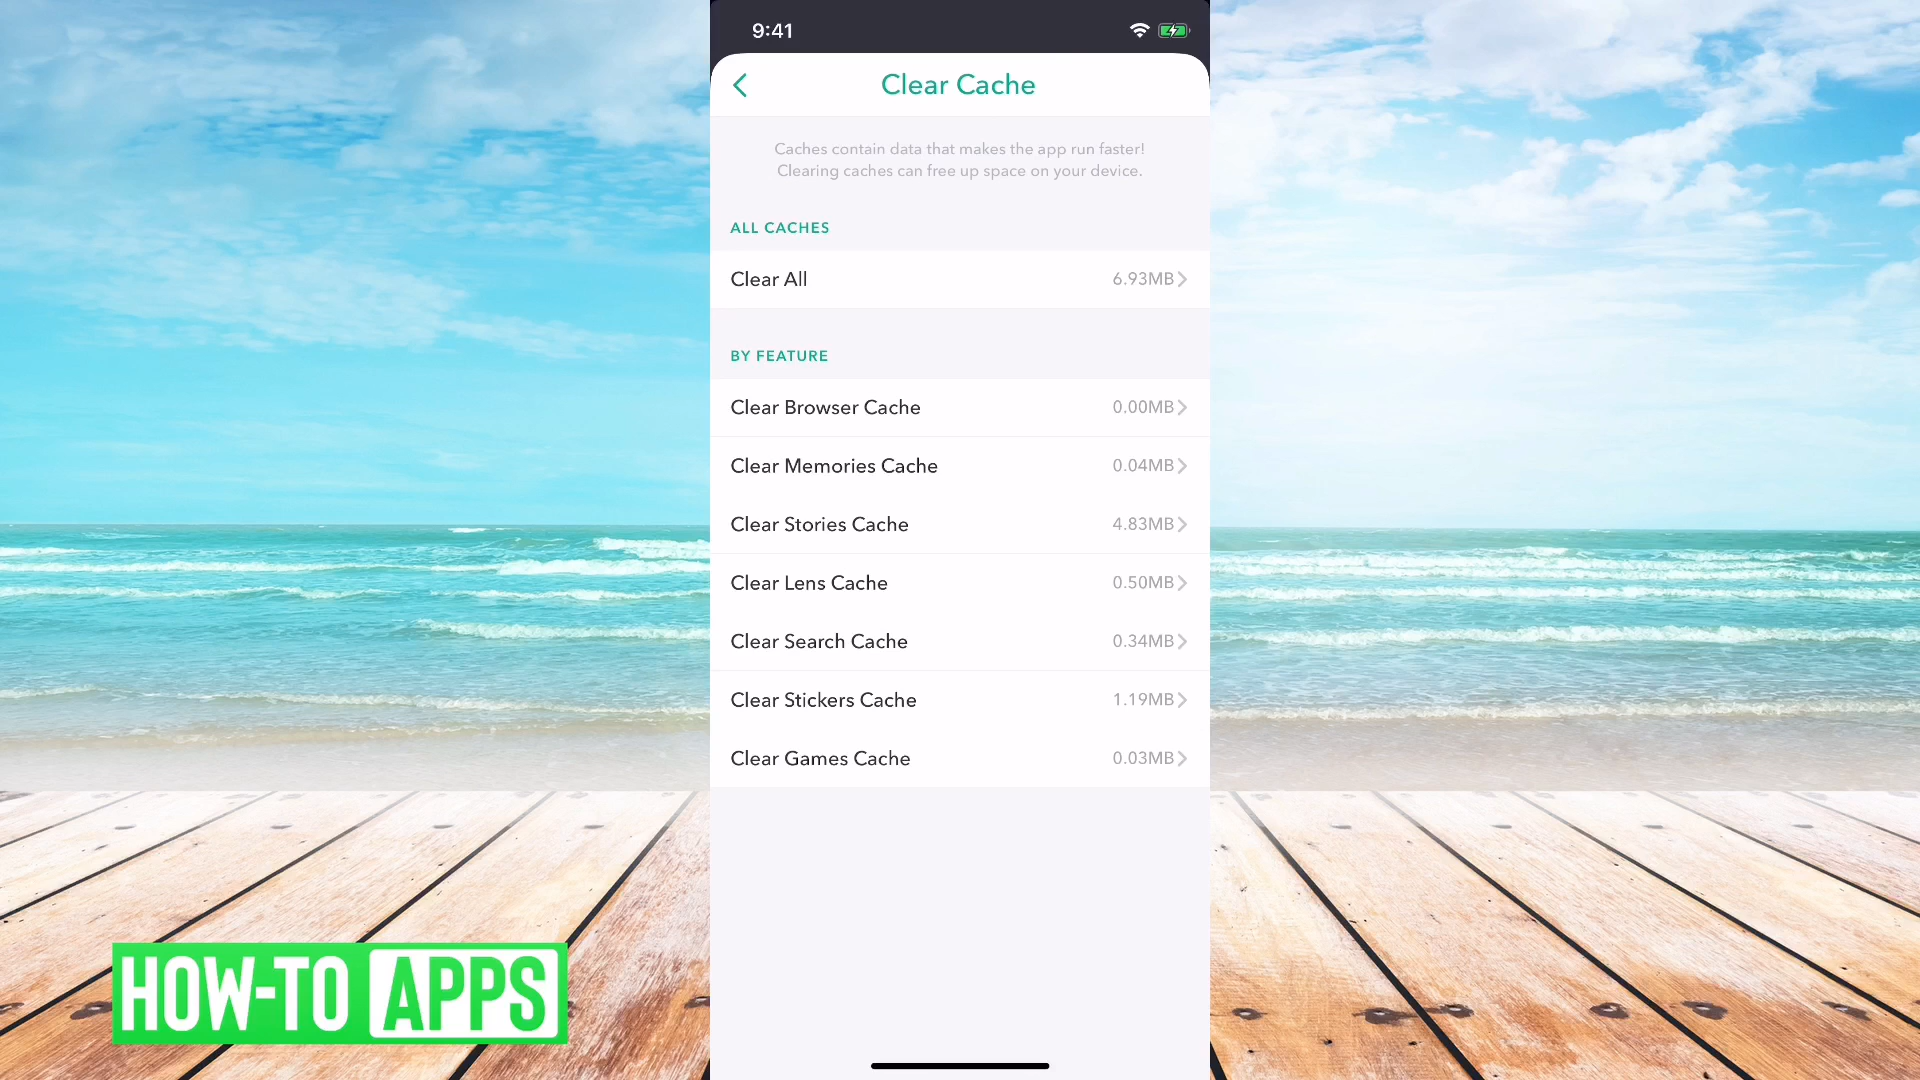 9:41
Clear Cache
Caches contain data that makes the app run faster!
Clearing caches can free up space on your device.
ALL CACHES
Clear All 6.93MB
BY FEATURE
Clear Browser Cache 0.00MB
Clear Memories Cache 0.04MB
Clear Stories Cache 4.83MB
Clear Lens Cache 0.50MB
Clear Search Cache 0.34MB
Clear Stickers Cache 1.19MB
Clear Games Cache 0.03MB
HOW-TO APPS